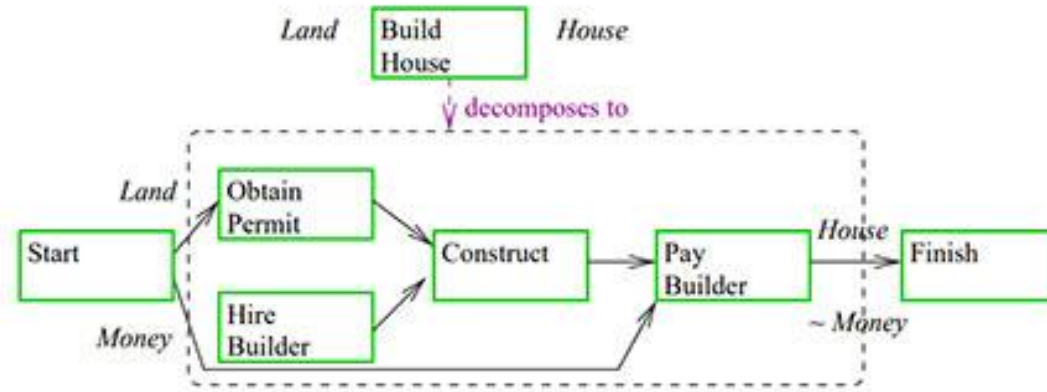 Land
Build
House
House
decomposes to
Land
Obtain
Permit
Start
Construct
Pay
Builder
House
Finish
Money
Hire
Builder
~ Money